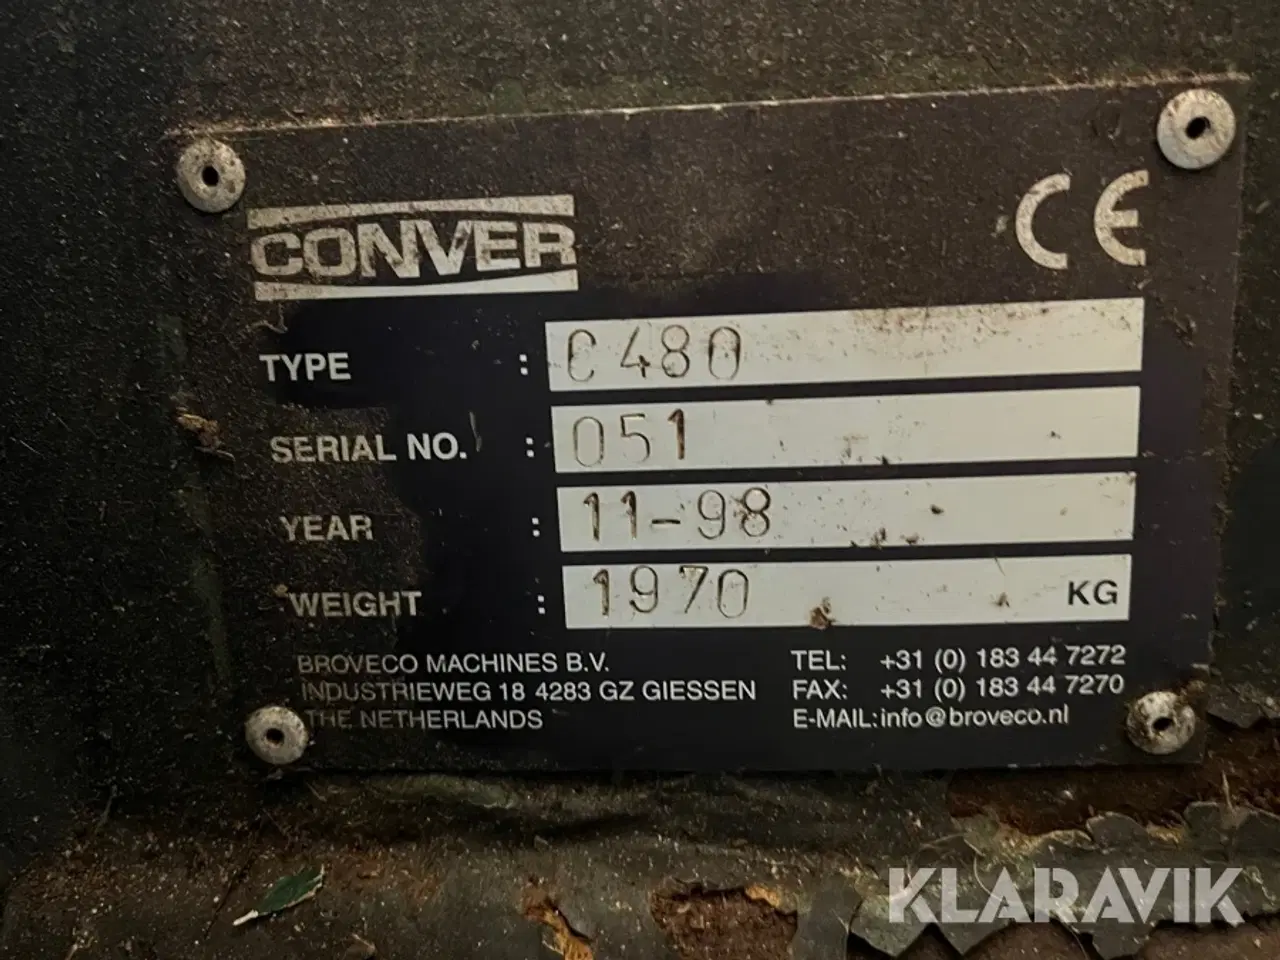 CONVER
CE
TYPE : C480
SERIAL NO. : 051
YEAR : 11-98
WEIGHT : 1970 KG
BROVECO MACHINES B.V.
INDUSTRIEWEG 18 4283 GZ GIESSEN
THE NETHERLANDS
TEL: +31 (0) 183 44 7272
FAX: +31 (0) 183 44 7270
E-MAIL: info@broveco.nl
KLARAVIK